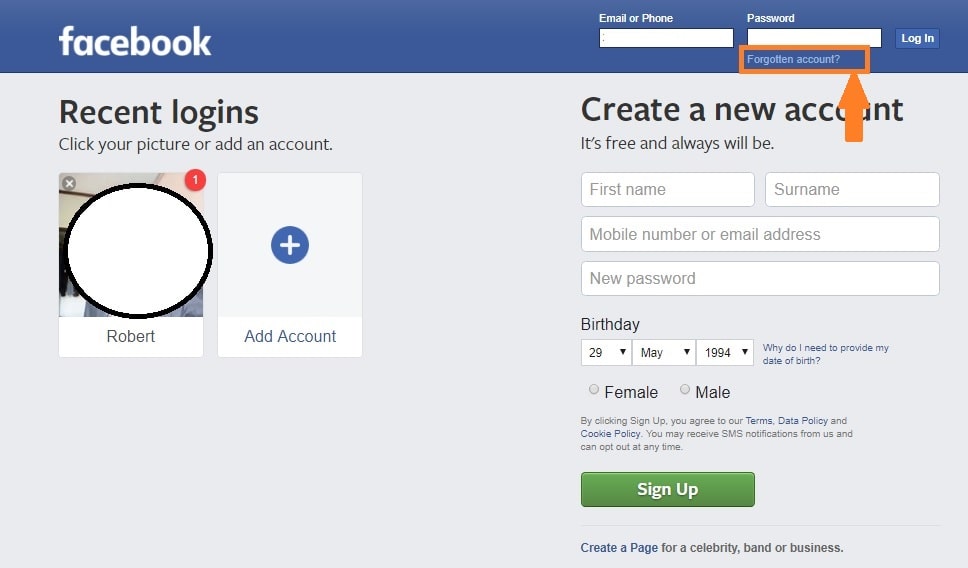 facebook
Email or Phone
Password
Log In
Forgotten account?
Recent logins
Click your picture or add an account.
1
Robert
Add Account
Create a new account
It's free and always will be.
First name
Surname
Mobile number or email address
New password
Birthday
29 May 1994
Why do I need to provide my
date of birth?
Female Male
By clicking Sign Up, you agree to our Terms, Data Policy and
Cookie Policy. You may receive SMS notifications from us and
can opt out at any time.
Sign Up
Create a Page for a celebrity, band or business.